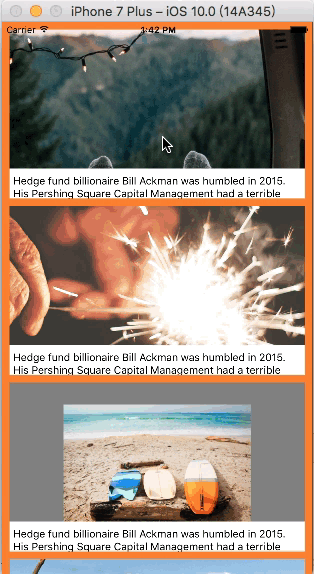 iPhone 7 Plus – iOS 10.0 (14A345)
Carrier 1:42 PM
Hedge fund billionaire Bill Ackman was humbled in 2015.
His Pershing Square Capital Management had a terrible
Hedge fund billionaire Bill Ackman was humbled in 2015.
His Pershing Square Capital Management had a terrible
Hedge fund billionaire Bill Ackman was humbled in 2015.
His Pershing Square Capital Management had a terrible